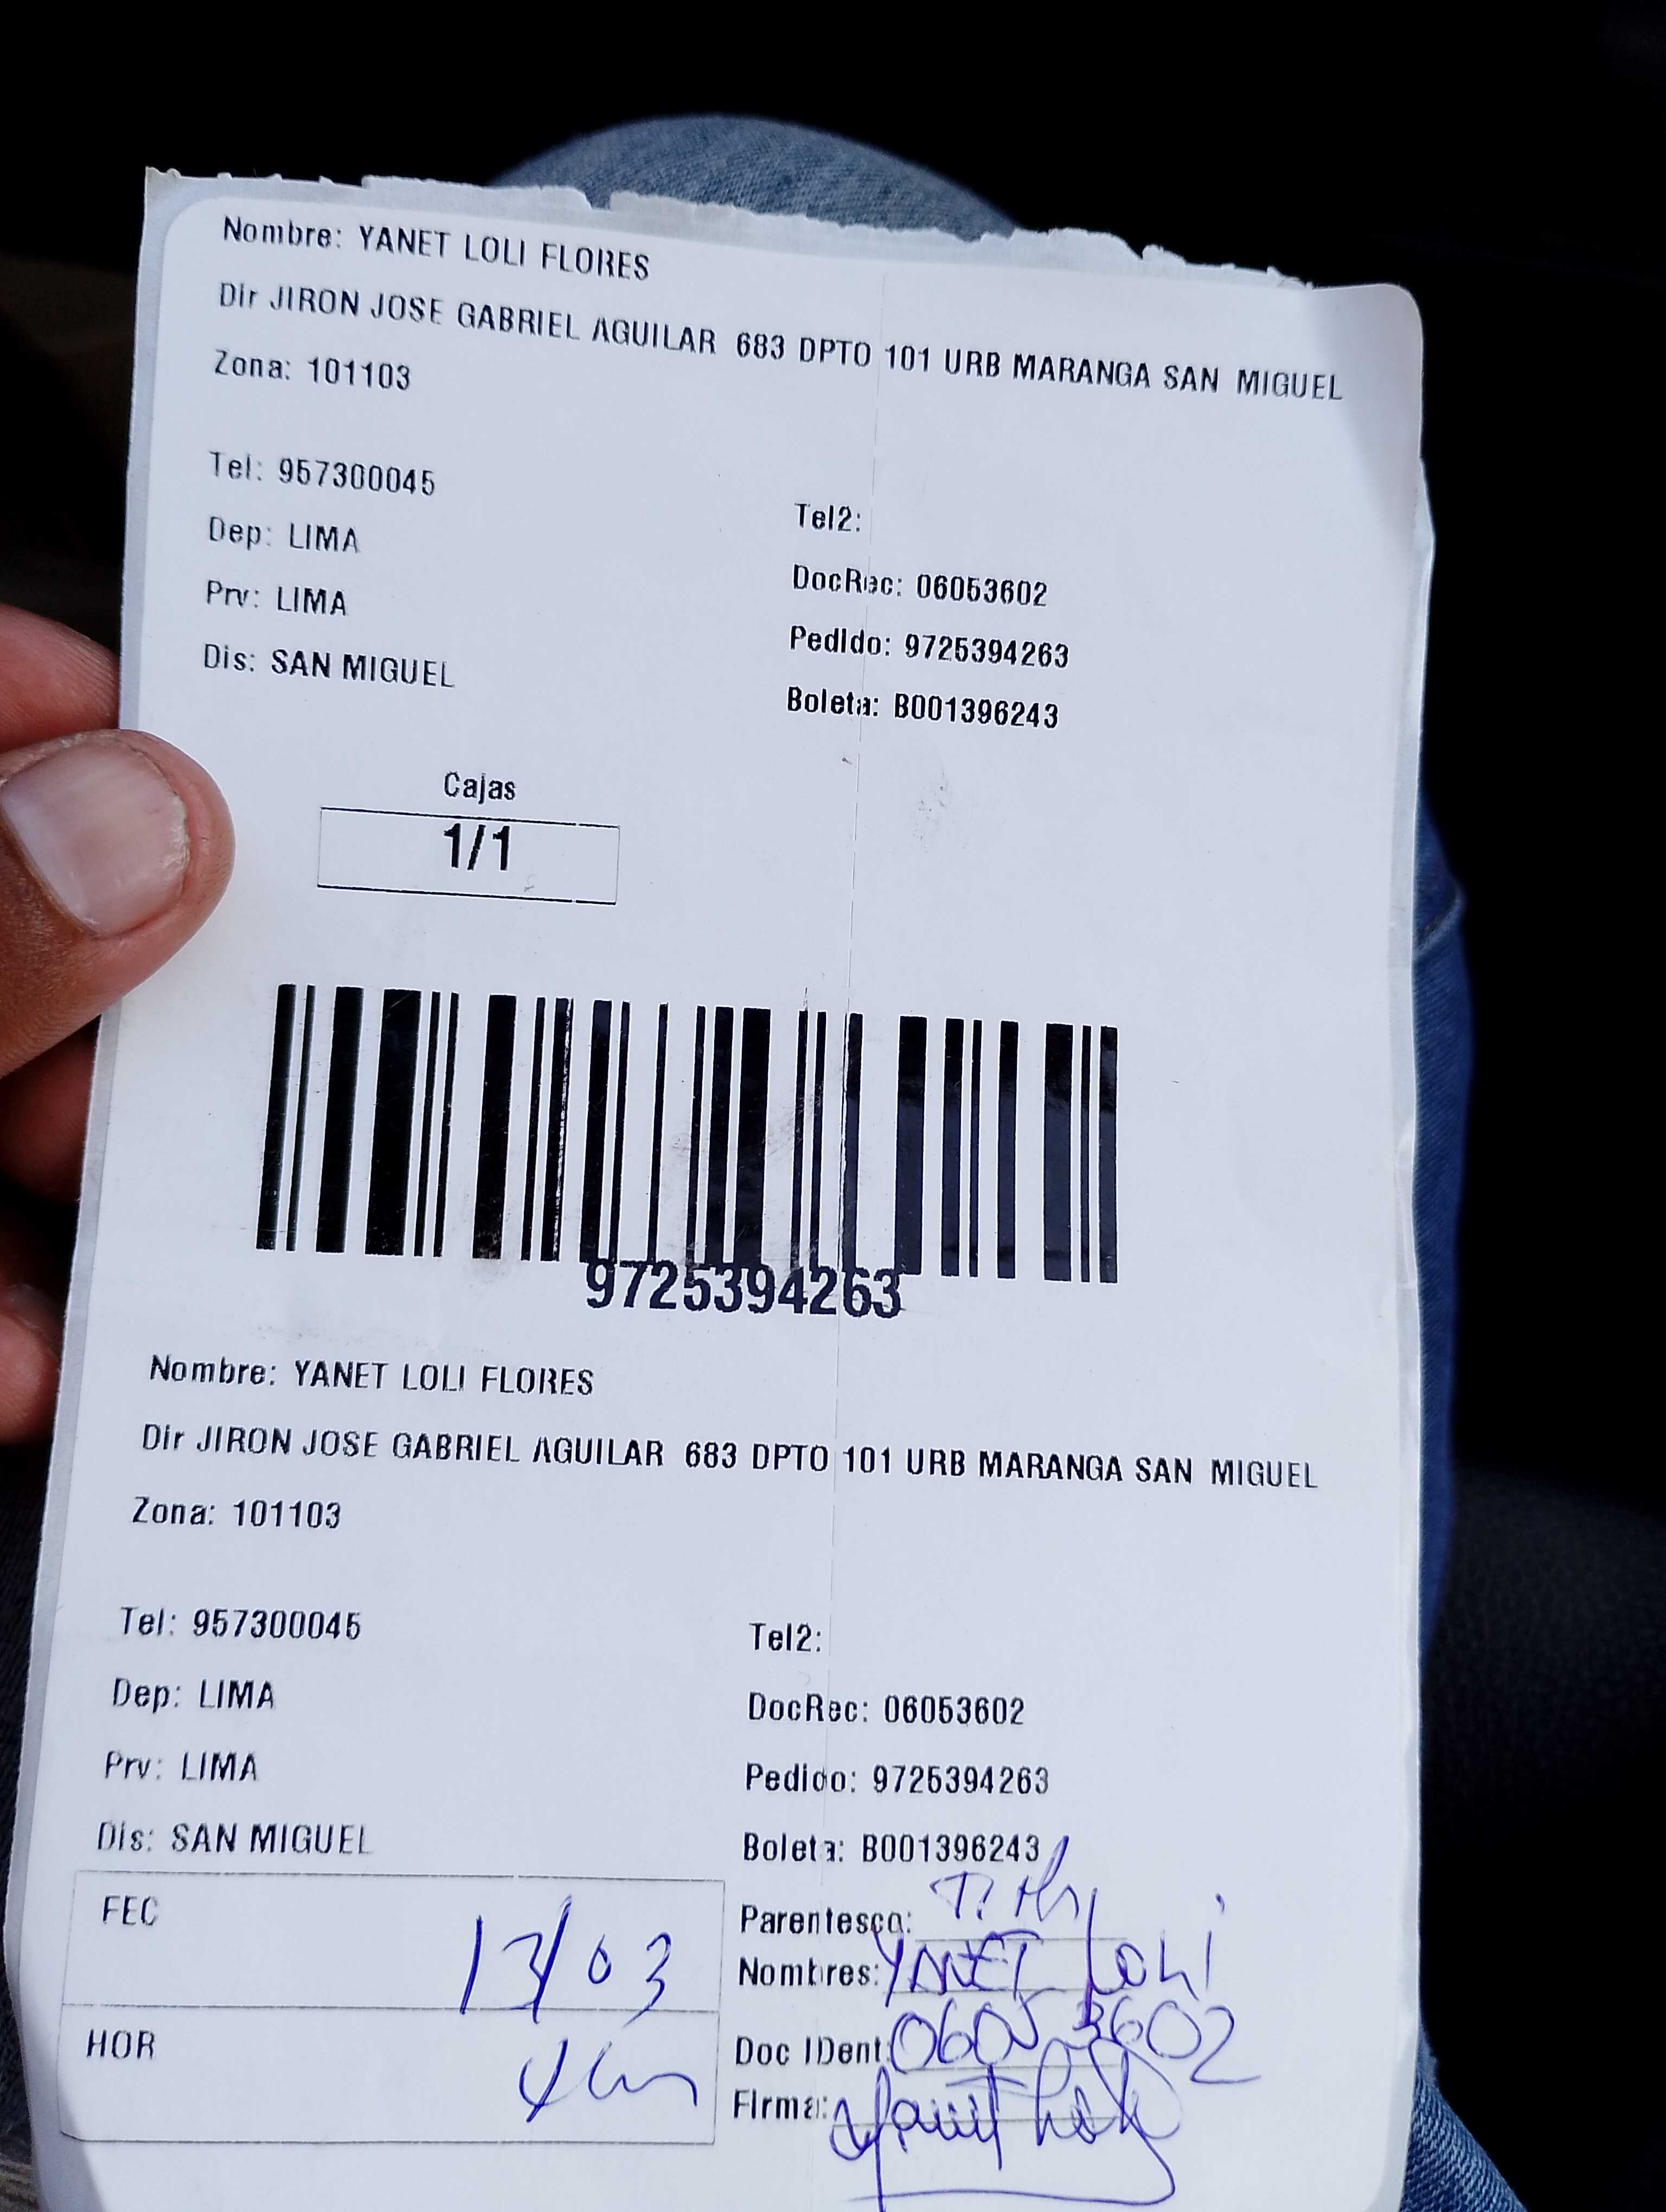 Nombre: YANET LOLI FLORES
Dir JIRON JOSE GABRIEL AGUILAR 683 DPTO 101 URB MARANGA SAN MIGUEL
Zona: 101103
Tel: 957300045
Tel2:
Dep: LIMA
DocRec: 06053602
Prv: LIMA
Pedido: 9725394263
Dis: SAN MIGUEL
Boleta: B001396243
Cajas
1/1
9725394263
Nombre: YANET LOLI FLORES
Dir JIRON JOSE GABRIEL AGUILAR 683 DPTO 101 URB MARANGA SAN MIGUEL
Zona: 101103
Tel: 957300045
Tel2:
Dep: LIMA
DocRec: 06053602
Prv: LIMA
Pedido: 9725394263
Dis: SAN MIGUEL
Boleta: B001396243
FEC 13/03
Parentesco:
Nombres: YANET Loli
HOR
Doc IDent: 06053602
Firma: